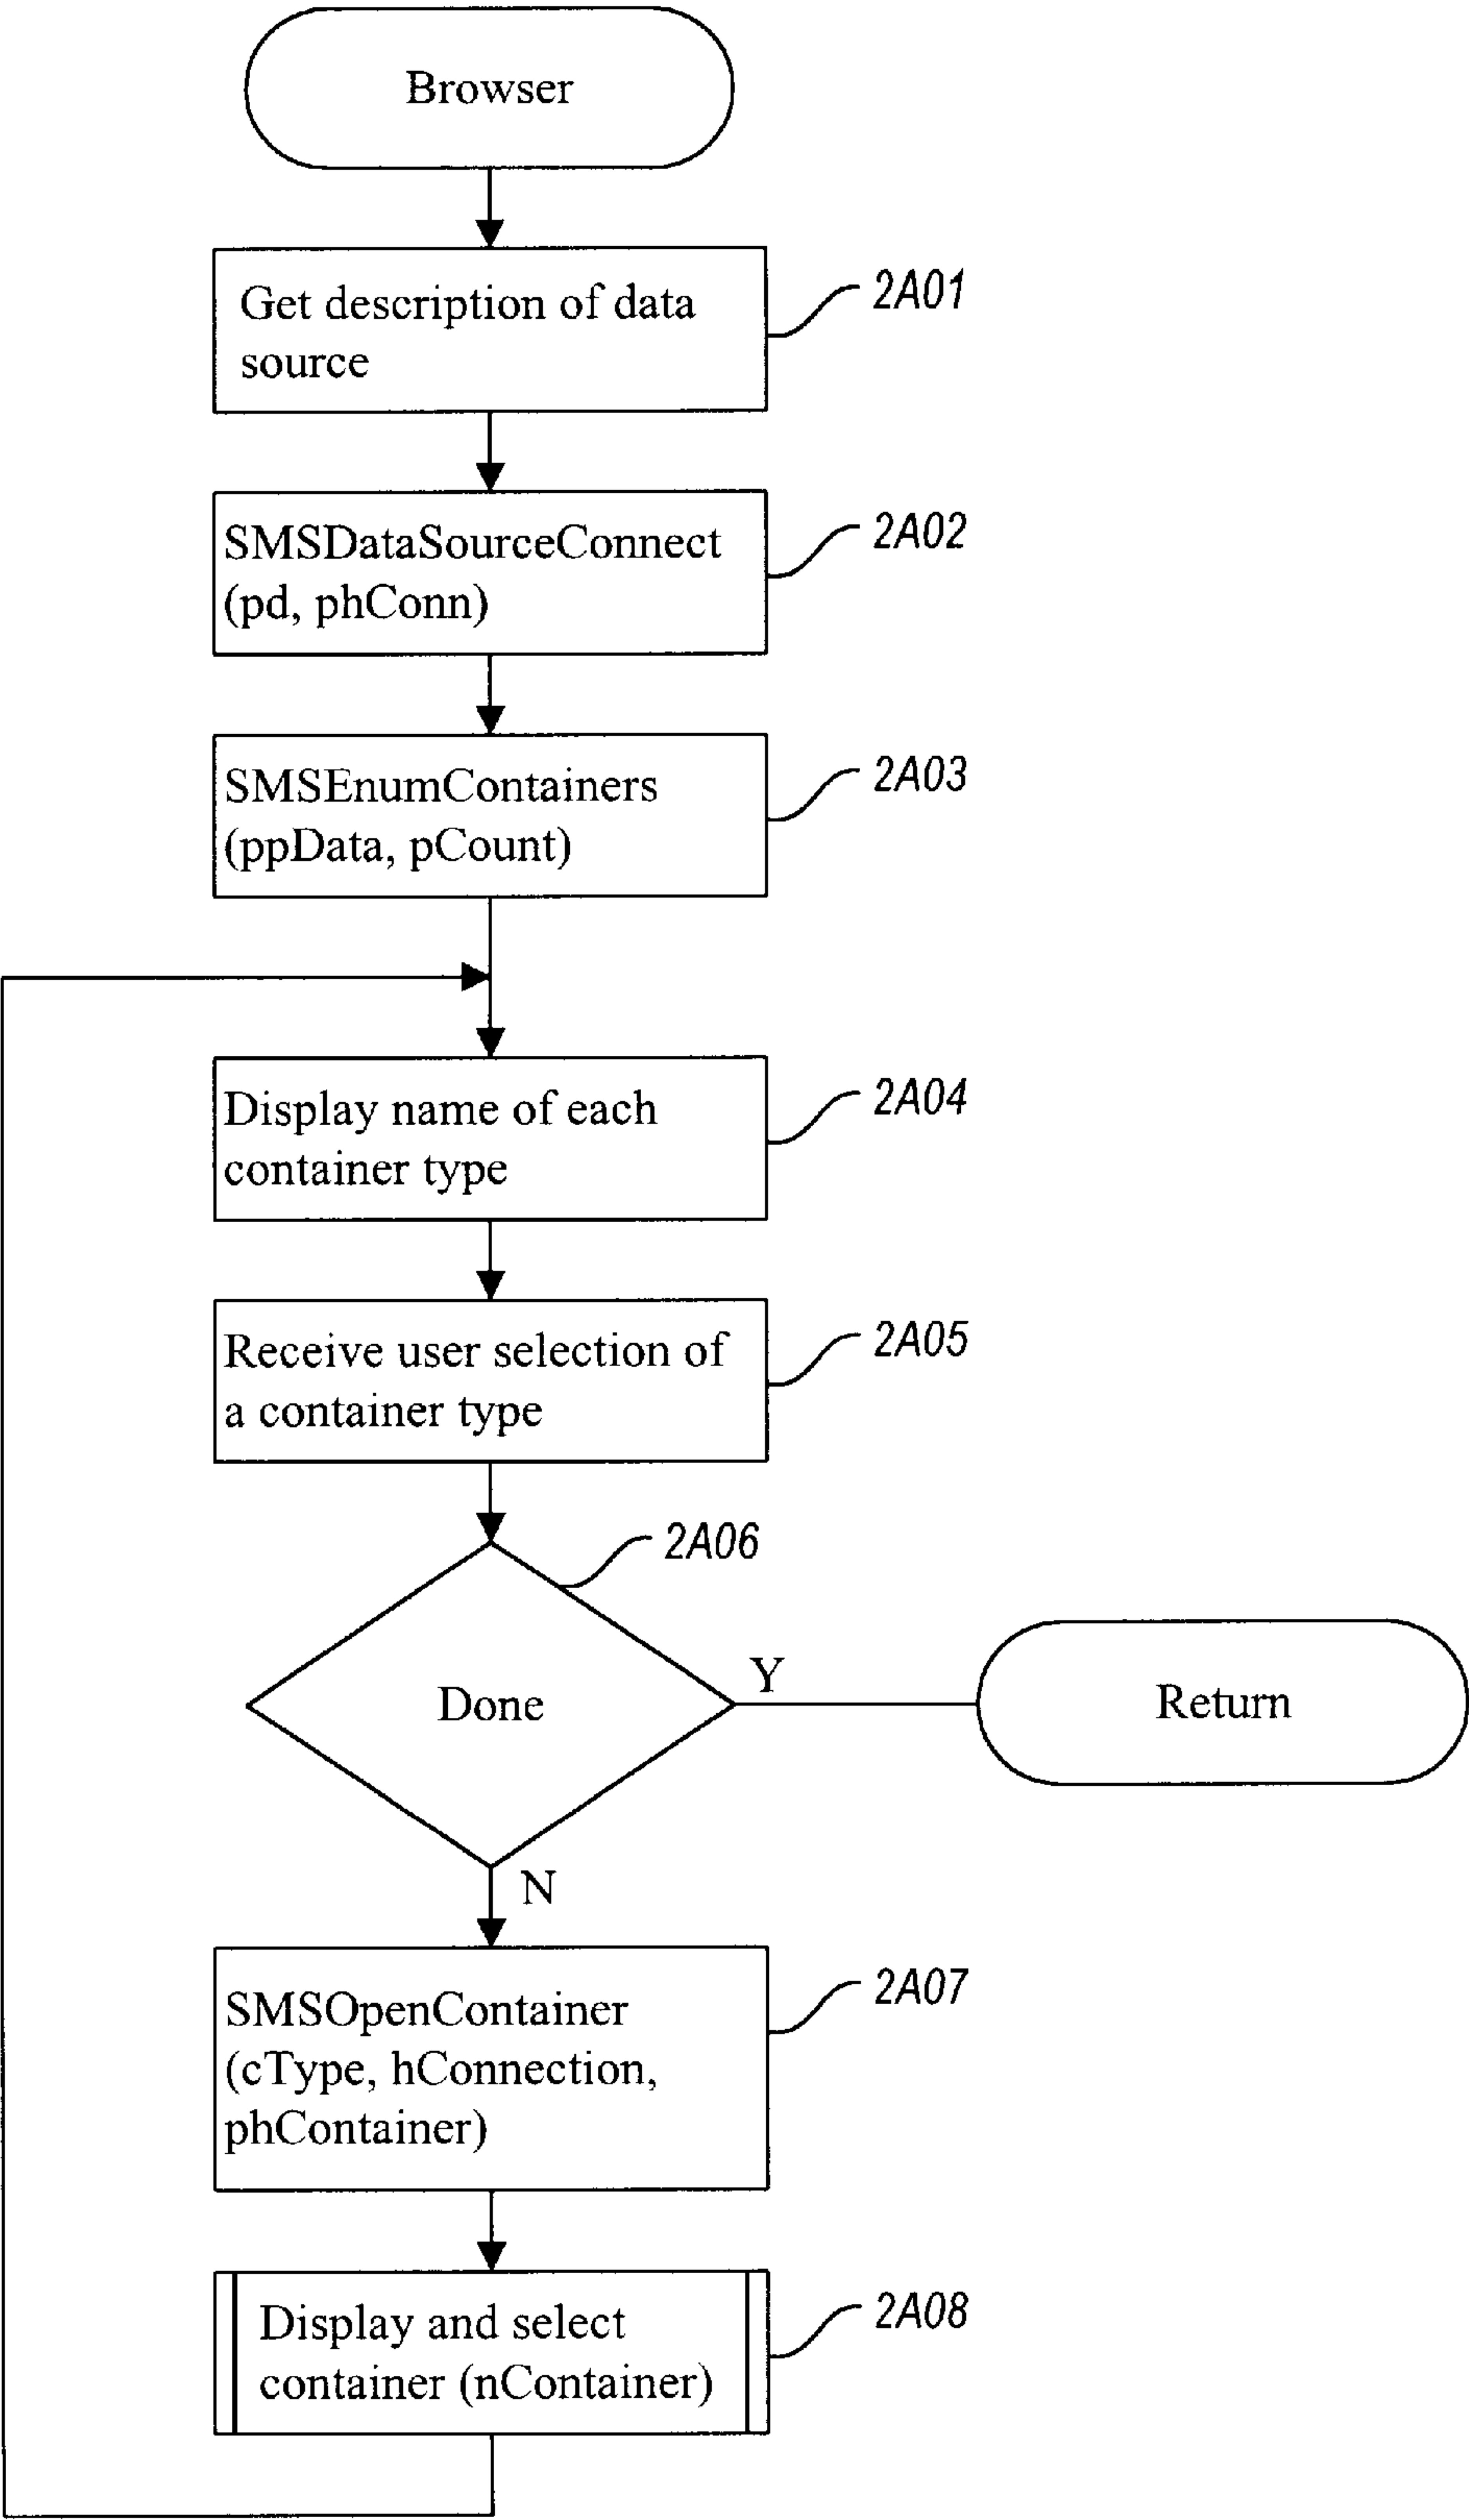 Browser
Get description of data
source
2A01
SMSDataSourceConnect
(pd, phConn)
2A02
SMSEnumContainers
(ppData, pCount)
2A03
Display name of each
container type
2A04
Receive user selection of
a container type
2A05
2A06
Done
Y
Return
N
SMSOpenContainer
(cType, hConnection,
phContainer)
2A07
Display and select
container (nContainer)
2A08